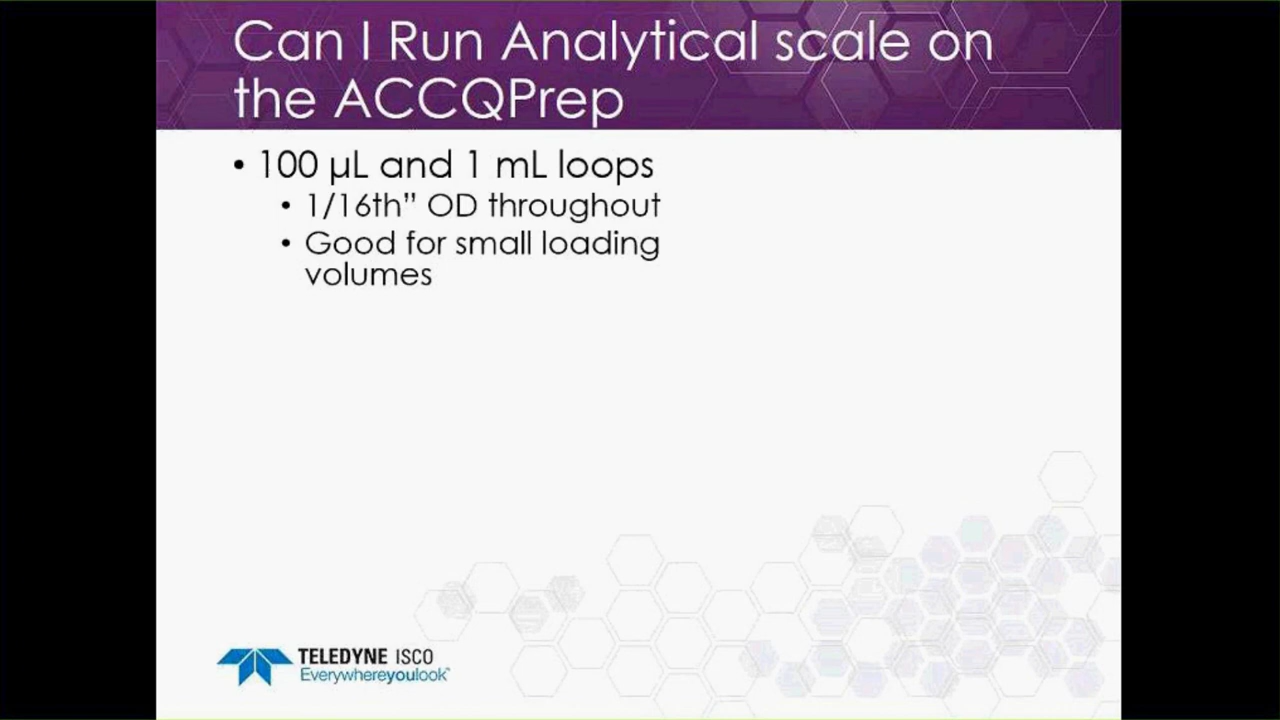 Can I Run Analytical scale on
the ACCQPrep
• 100 µL and 1 mL loops
• 1/16th” OD throughout
• Good for small loading
volumes
TELEDYNE ISCO
Everywhereyoulook™